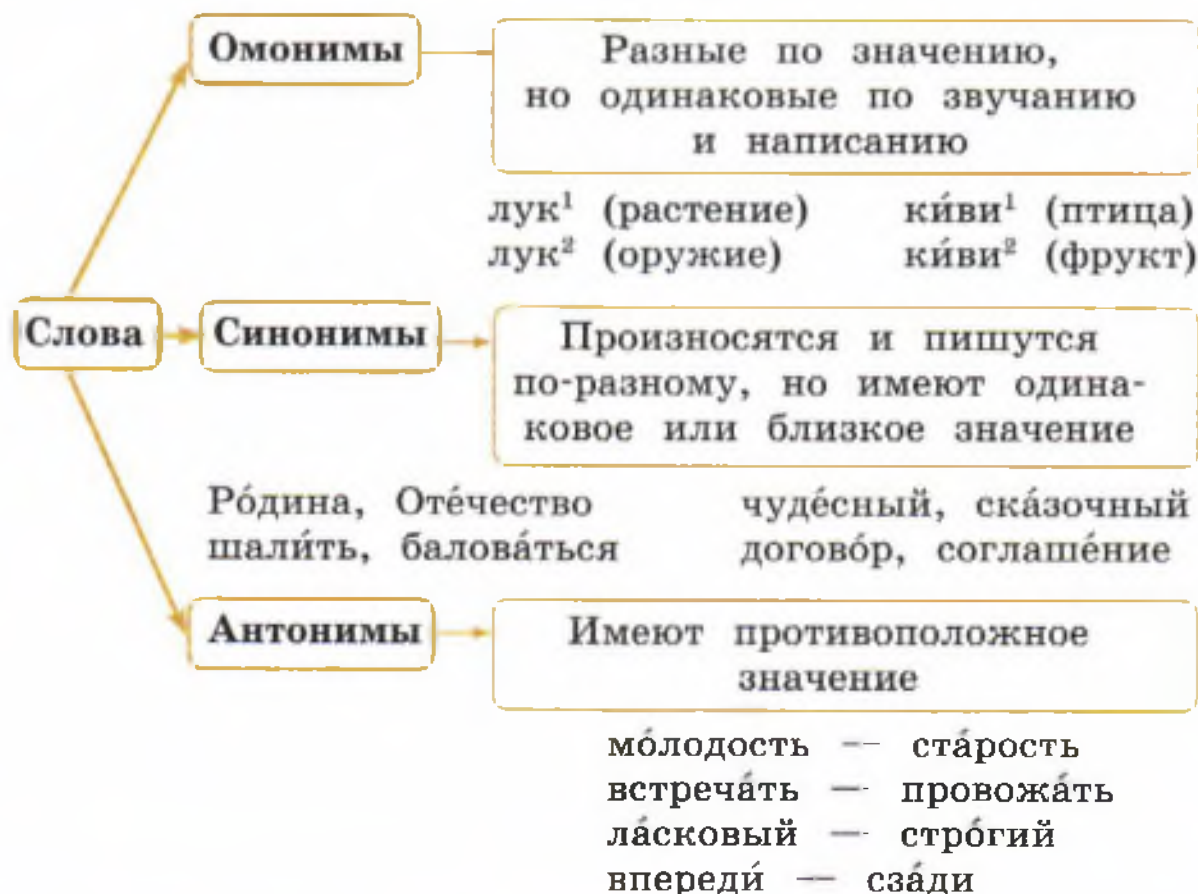 Омонимы
Разные по значению,
но одинаковые по звучанию
и написанию
лук¹ (растение) ки́ви¹ (птица)
лук² (оружие) ки́ви² (фрукт)
Слова
Синонимы
Произносятся и пишутся
по-разному, но имеют одина-
ковое или близкое значение
Ро́дина, Оте́чество чуде́сный, ска́зочный
шали́ть, балова́ться догово́р, соглаше́ние
Антонимы
Имеют противоположное
значение
мо́лодость — ста́рость
встреча́ть — провожа́ть
ла́сковый — стро́гий
впереди́ — сза́ди